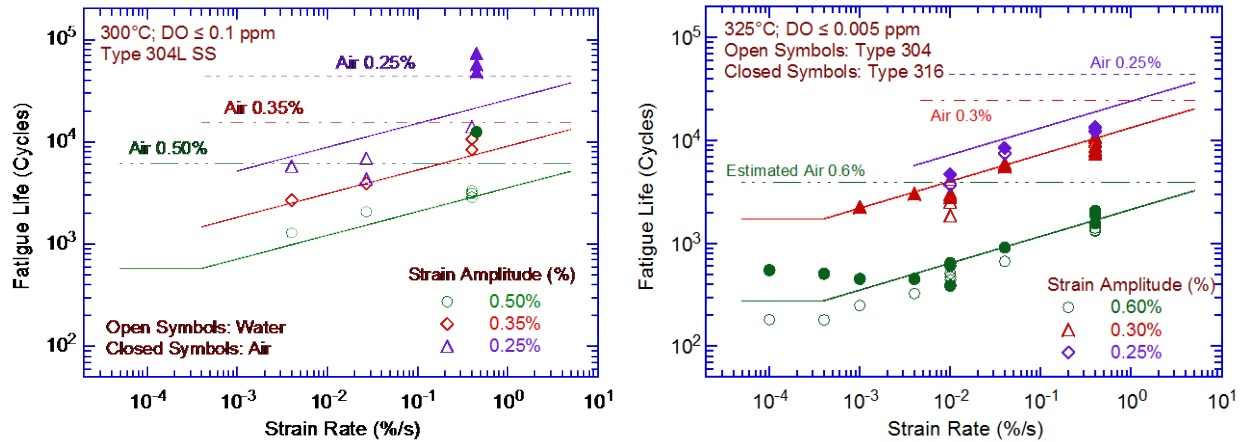 300°C; DO ≤ 0.1 ppm
Type 304L SS
Air 0.25%
Air 0.35%
Air 0.50%
Strain Amplitude (%)
0.50%
0.35%
0.25%
Open Symbols: Water
Closed Symbols: Air
Fatigue Life (Cycles)
10^5
10^4
10^3
10^2
10^-4
10^-3
10^-2
10^-1
10^0
10^1
Strain Rate (%/s)
325°C; DO ≤ 0.005 ppm
Open Symbols: Type 304
Closed Symbols: Type 316
Air 0.25%
Air 0.3%
Estimated Air 0.6%
Strain Amplitude (%)
0.60%
0.30%
0.25%
Fatigue Life (Cycles)
10^5
10^4
10^3
10^2
10^-4
10^-3
10^-2
10^-1
10^0
10^1
Strain Rate (%/s)